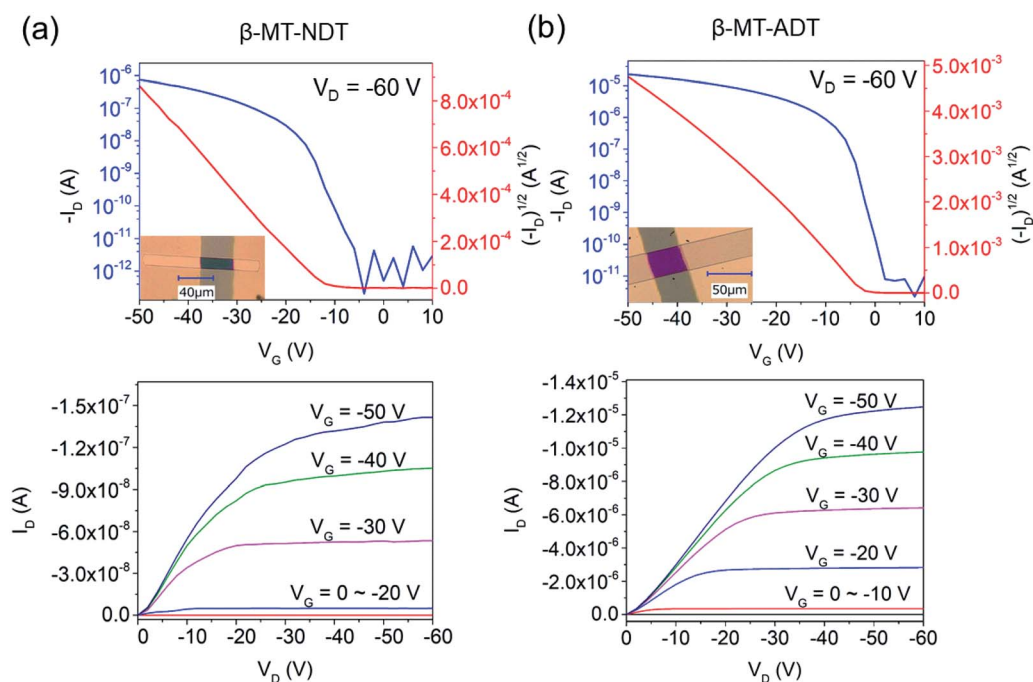 (a)
β-MT-NDT
10⁻⁶
10⁻⁷
10⁻⁸
10⁻⁹
10⁻¹⁰
10⁻¹¹
10⁻¹²
-I_D (A)
V_D = -60 V
8.0x10⁻⁴
6.0x10⁻⁴
4.0x10⁻⁴
2.0x10⁻⁴
0.0
(-I_D)^1/2 (A^1/2)
40μm
-50 -40 -30 -20 -10 0 10
V_G (V)
(b)
β-MT-ADT
10⁻⁵
10⁻⁶
10⁻⁷
10⁻⁸
10⁻⁹
10⁻¹⁰
10⁻¹¹
-I_D (A)
V_D = -60 V
5.0x10⁻³
4.0x10⁻³
3.0x10⁻³
2.0x10⁻³
1.0x10⁻³
0.0
(-I_D)^1/2 (A^1/2)
50μm
-50 -40 -30 -20 -10 0 10
V_G (V)
-1.5x10⁻⁷
-1.2x10⁻⁷
-9.0x10⁻⁸
-6.0x10⁻⁸
-3.0x10⁻⁸
0.0
I_D (A)
V_G = -50 V
V_G = -40 V
V_G = -30 V
V_G = 0 ~ -20 V
0 -10 -20 -30 -40 -50 -60
V_D (V)
-1.4x10⁻⁵
-1.2x10⁻⁵
-1.0x10⁻⁵
-8.0x10⁻⁶
-6.0x10⁻⁶
-4.0x10⁻⁶
-2.0x10⁻⁶
0.0
I_D (A)
V_G = -50 V
V_G = -40 V
V_G = -30 V
V_G = -20 V
V_G = 0 ~ -10 V
0 -10 -20 -30 -40 -50 -60
V_D (V)